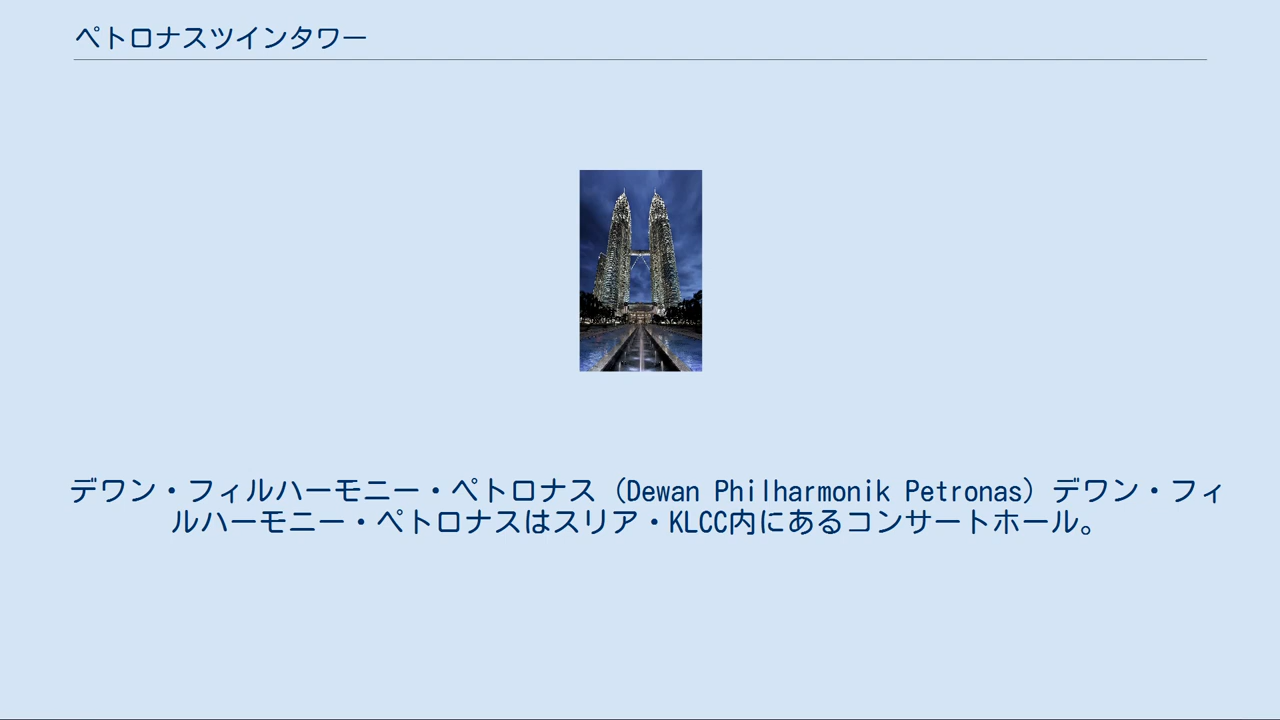 ペトロナスツインタワー
デワン・フィルハーモニー・ペトロナス（Dewan Philharmonik Petronas）デワン・フィ
ルハーモニー・ペトロナスはスリア・KLCC内にあるコンサートホール。